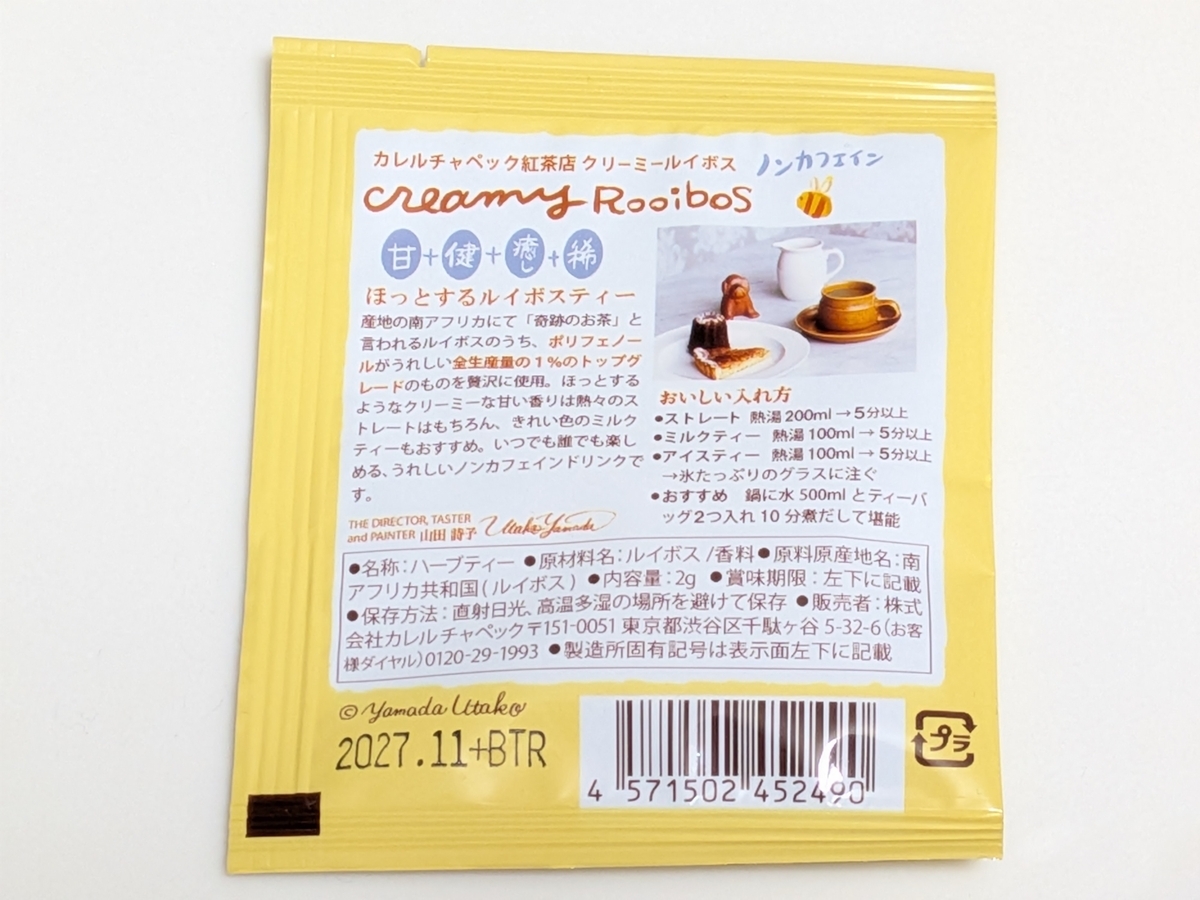 カレルチャペック紅茶店 クリーミールイボス ノンカフェイン
creamy Rooibos
甘+健+癒し+稀
ほっとするルイボスティー
産地の南アフリカにて「奇跡のお茶」と
言われるルイボスのうち、ポリフェノー
ルがうれしい全生産量の1%のトップグ
レードのものを贅沢に使用。ほっとする
ようなクリーミーな甘い香りは熱々のス
トレートはもちろん、きれい色のミルク
ティーもおすすめ。いつでも誰でも楽し
める、うれしいノンカフェインドリンクで
す。
THE DIRECTOR, TASTER
and PAINTER 山田 詩子 Utako Yamada
おいしい入れ方
●ストレート 熱湯200ml→5分以上
●ミルクティー 熱湯100ml→5分以上
●アイスティー 熱湯100ml→5分以上
→氷たっぷりのグラスに注ぐ
●おすすめ 鍋に水500mlとティーバ
ッグ2つ入れ10分煮だして堪能
●名称:ハーブティー ●原材料名:ルイボス/香料●原料原産地名:南
アフリカ共和国(ルイボス) ●内容量:2g ●賞味期限:左下に記載
●保存方法:直射日光、高温多湿の場所を避けて保存 ●販売者:株式
会社カレルチャペック〒151-0051 東京都渋谷区千駄ヶ谷 5-32-6(お客
様ダイヤル)0120-29-1993 ●製造所固有記号は表示面左下に記載
© Yamada Utako
2027.11+BTR
4 571502 452490
プラ